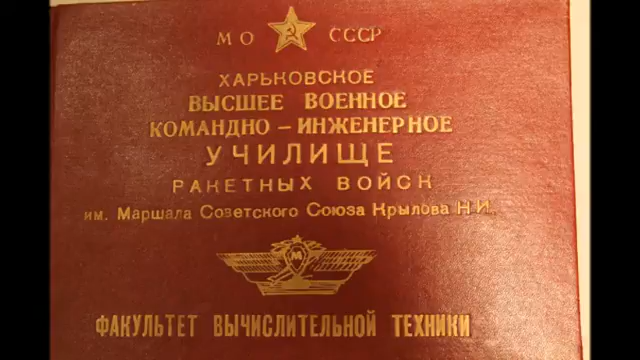 МО СССР
ХАРЬКОВСКОЕ
ВЫСШЕЕ ВОЕННОЕ
КОМАНДНО – ИНЖЕНЕРНОЕ
УЧИЛИЩЕ
РАКЕТНЫХ ВОЙСК
им. Маршала Советского Союза Крылова Н.И.
М
ФАКУЛЬТЕТ ВЫЧИСЛИТЕЛЬНОЙ ТЕХНИКИ